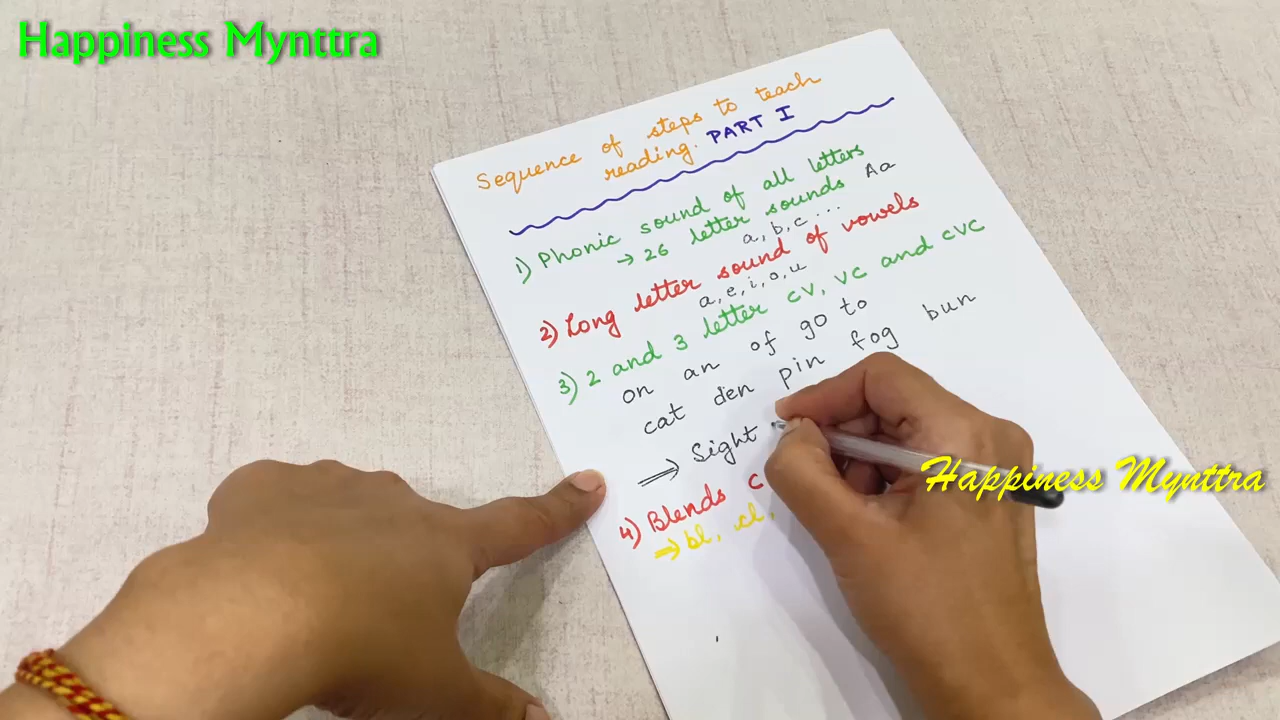 Happiness Mynttra
Sequence of steps to teach
reading. PART I
1) Phonic sound of all letters
→ 26 letter sounds Aa
a, b, c ...
2) Long letter sound of vowels
a, e, i, o, u
3) 2 and 3 letter CV, VC and CVC
on an of go to
cat den pin fog bun
⟹ Sight
4) Blends C
⇒ bl, cl,
Happiness Mynttra